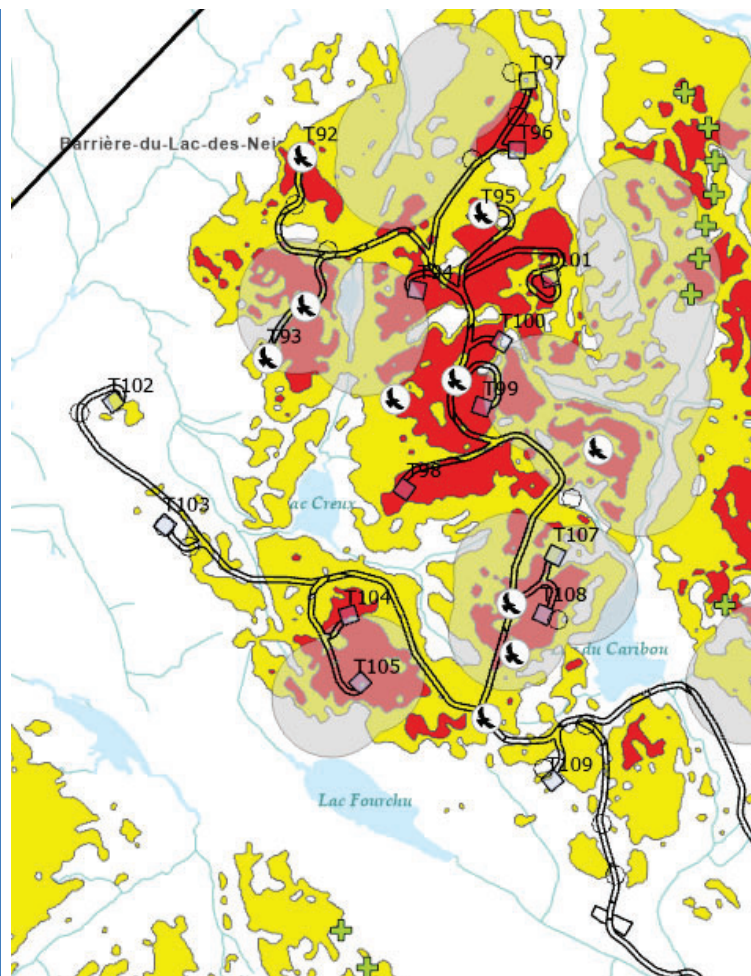 T97
T92
T96
Barrière-du-Lac-des-Nei
T95
T94
T101
T100
T93
T102
T99
T98
T103
ac Creux
T107
T104
T108
du Caribou
T105
T109
Lac Fourchu